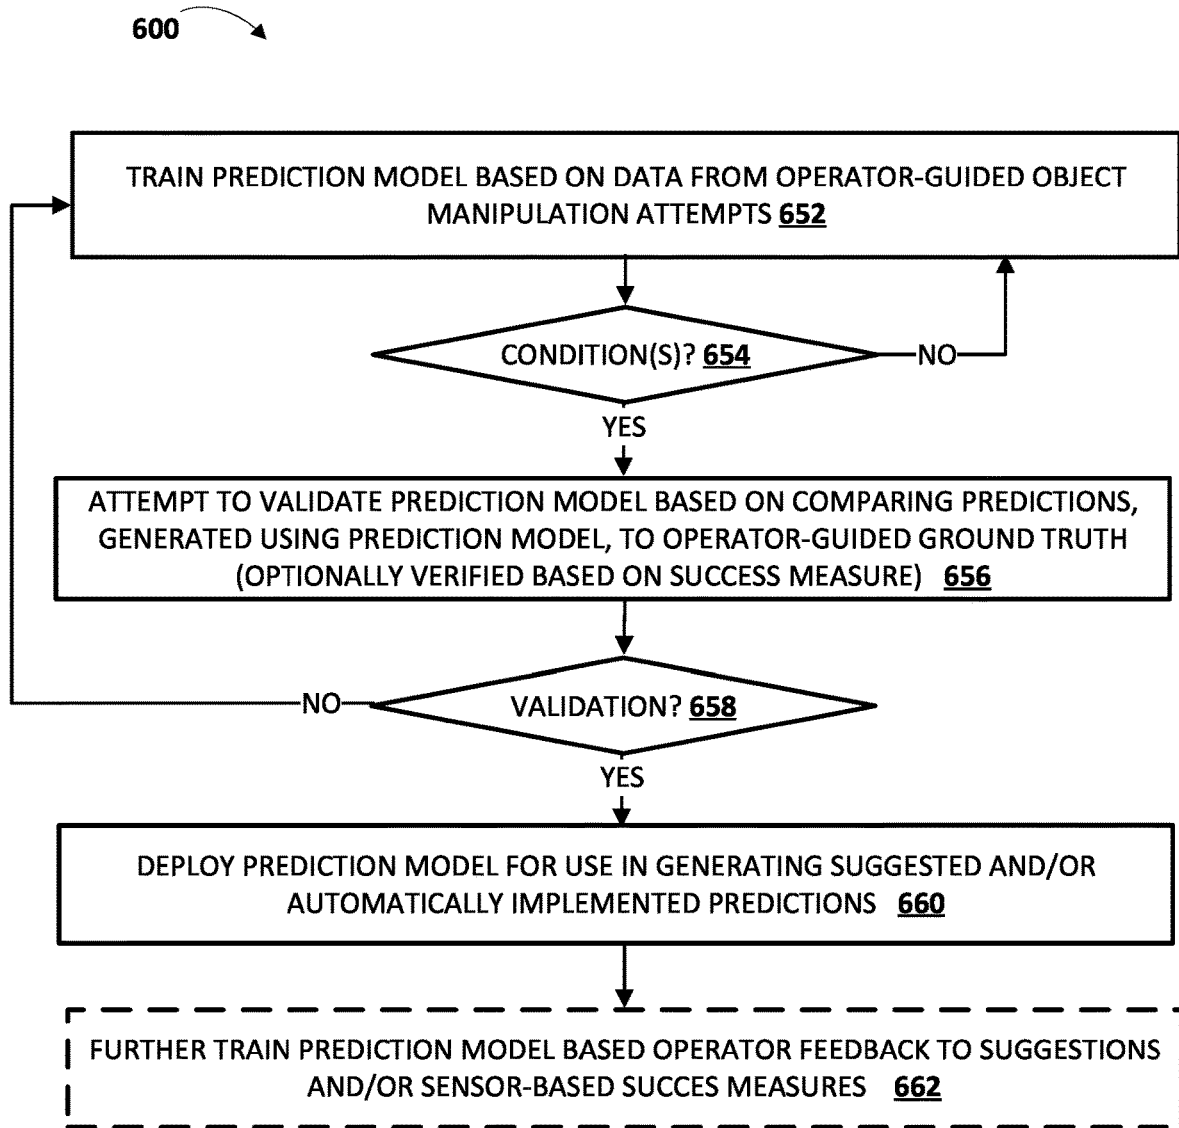 600
TRAIN PREDICTION MODEL BASED ON DATA FROM OPERATOR-GUIDED OBJECT
MANIPULATION ATTEMPTS 652
CONDITION(S)? 654
NO
YES
ATTEMPT TO VALIDATE PREDICTION MODEL BASED ON COMPARING PREDICTIONS,
GENERATED USING PREDICTION MODEL, TO OPERATOR-GUIDED GROUND TRUTH
(OPTIONALLY VERIFIED BASED ON SUCCESS MEASURE) 656
NO
VALIDATION? 658
YES
DEPLOY PREDICTION MODEL FOR USE IN GENERATING SUGGESTED AND/OR
AUTOMATICALLY IMPLEMENTED PREDICTIONS 660
FURTHER TRAIN PREDICTION MODEL BASED OPERATOR FEEDBACK TO SUGGESTIONS
AND/OR SENSOR-BASED SUCCES MEASURES 662